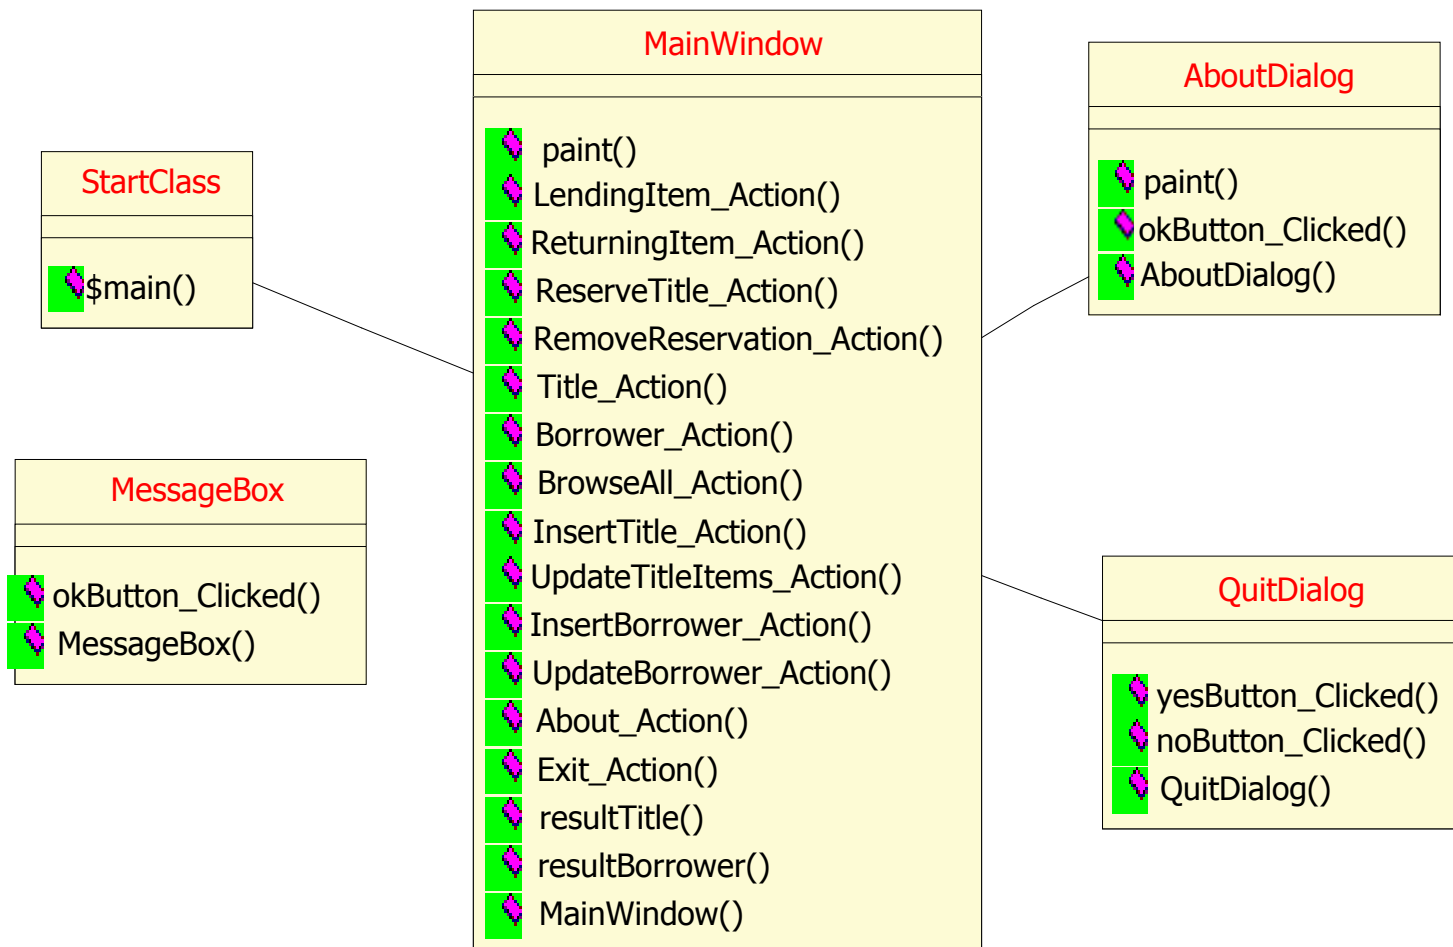 StartClass
$main()
MessageBox
okButton_Clicked()
MessageBox()
MainWindow
paint()
LendingItem_Action()
ReturningItem_Action()
ReserveTitle_Action()
RemoveReservation_Action()
Title_Action()
Borrower_Action()
BrowseAll_Action()
InsertTitle_Action()
UpdateTitleItems_Action()
InsertBorrower_Action()
UpdateBorrower_Action()
About_Action()
Exit_Action()
resultTitle()
resultBorrower()
MainWindow()
AboutDialog
paint()
okButton_Clicked()
AboutDialog()
QuitDialog
yesButton_Clicked()
noButton_Clicked()
QuitDialog()